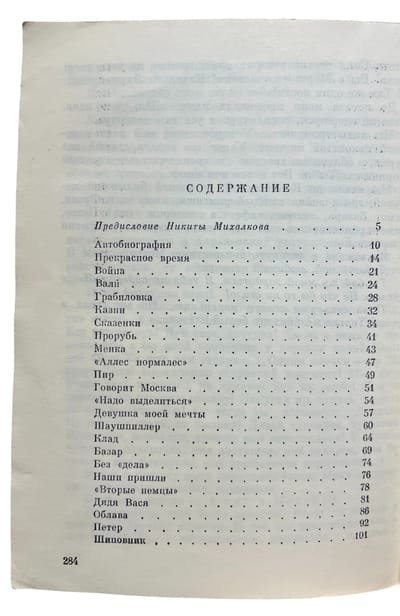 СОДЕРЖАНИЕ
Предисловие Никиты Михалкова . . . . . . 5
Автобиография . . . . . . . . . . . . 10
Прекрасное время . . . . . . . . . . . 14
Война . . . . . . . . . . . . . . 21
Валя . . . . . . . . . . . . . . 24
Грабиловка . . . . . . . . . . . . . 28
Казни . . . . . . . . . . . . . . 32
Сказенки . . . . . . . . . . . . . 34
Прорубь . . . . . . . . . . . . . 41
Менка . . . . . . . . . . . . . . 43
«Аллес нормалес» . . . . . . . . . . . 47
Пир . . . . . . . . . . . . . . . 49
Говорит Москва . . . . . . . . . . . 51
«Надо выделиться» . . . . . . . . . . 54
Девушка моей мечты . . . . . . . . . . 57
Шаушпиллер . . . . . . . . . . . . 60
Клад . . . . . . . . . . . . . . 64
Базар . . . . . . . . . . . . . . 69
Без «дела» . . . . . . . . . . . . . 74
Наши пришли . . . . . . . . . . . . 76
«Вторые немцы» . . . . . . . . . . . 78
Дядя Вася . . . . . . . . . . . . . 81
Облава . . . . . . . . . . . . . . 86
Петер . . . . . . . . . . . . . . 92
Шиповник . . . . . . . . . . . . . 101
284